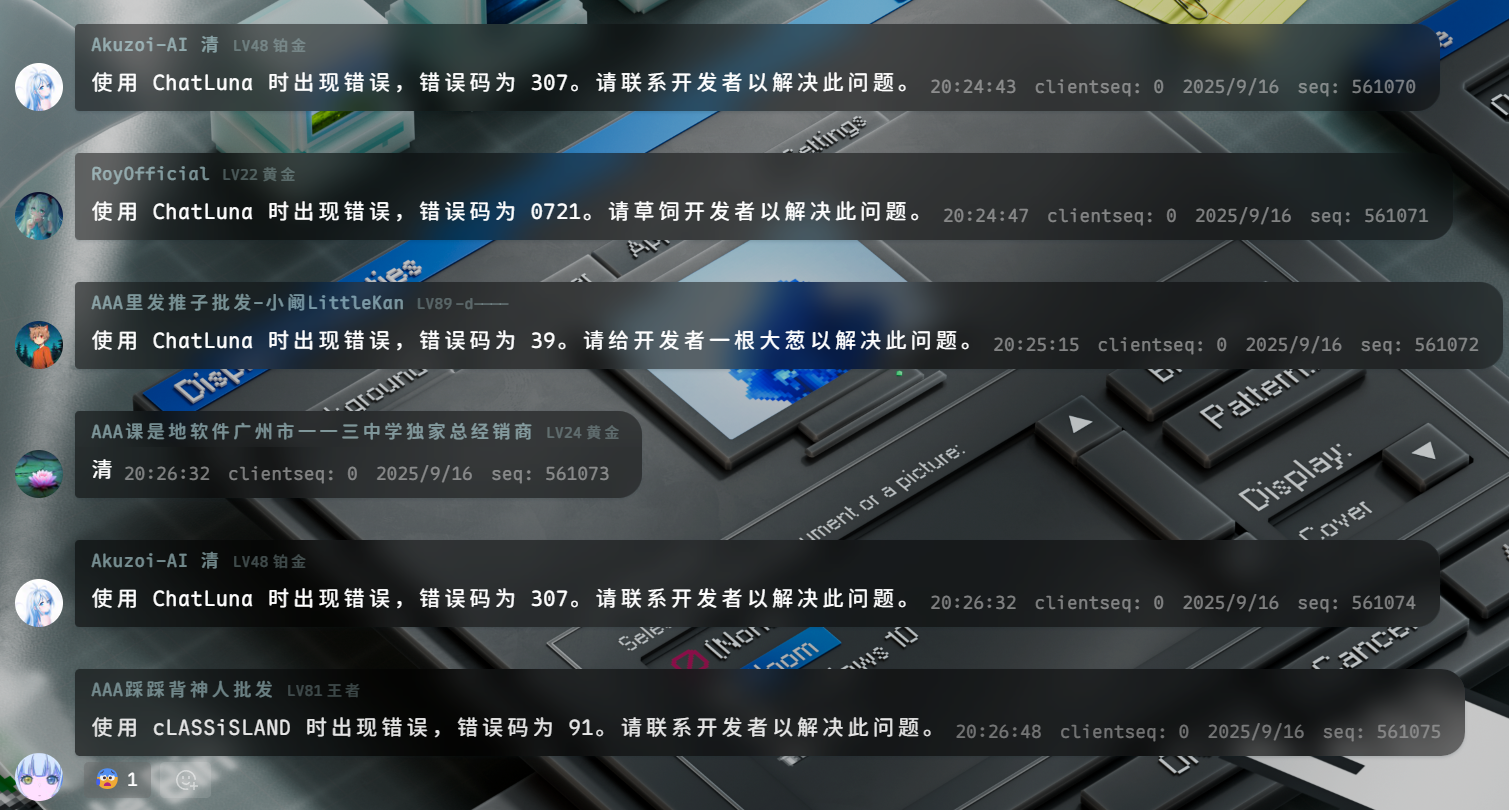 Akuzoi-AI 清 LV48 铂金
使用 ChatLuna 时出现错误，错误码为 307。请联系开发者以解决此问题。 20:24:43 clientseq: 0 2025/9/16 seq: 561070
Settings
RoyOfficial LV22 黄金
使用 ChatLuna 时出现错误，错误码为 0721。请草饲开发者以解决此问题。 20:24:47 clientseq: 0 2025/9/16 seq: 561071
AAA里发推子批发-小阚LittleKan LV89 -d————
使用 ChatLuna 时出现错误，错误码为 39。请给开发者一根大葱以解决此问题。 20:25:15 clientseq: 0 2025/9/16 seq: 561072
Pattern
AAA课是地软件广州市一一三中学独家总经销商 LV24 黄金
清 20:26:32 clientseq: 0 2025/9/16 seq: 561073
or a picture:
Display:
Cover
Akuzoi-AI 清 LV48 铂金
使用 ChatLuna 时出现错误，错误码为 307。请联系开发者以解决此问题。 20:26:32 clientseq: 0 2025/9/16 seq: 561074
AAA踩踩背神人批发 LV81 王者
使用 cLASSiSLAND 时出现错误，错误码为 91。请联系开发者以解决此问题。 20:26:48 clientseq: 0 2025/9/16 seq: 561075
1